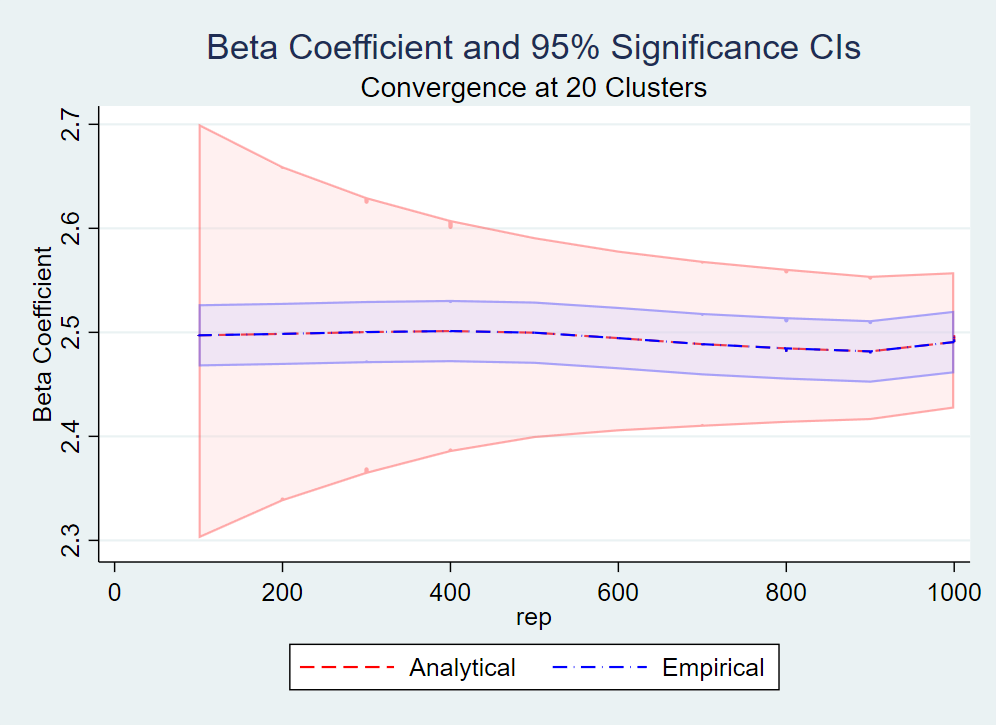 Beta Coefficient and 95% Significance CIs
Convergence at 20 Clusters
Beta Coefficient
2.7
2.6
2.5
2.4
2.3
0 200 400 600 800 1000
rep
Analytical Empirical